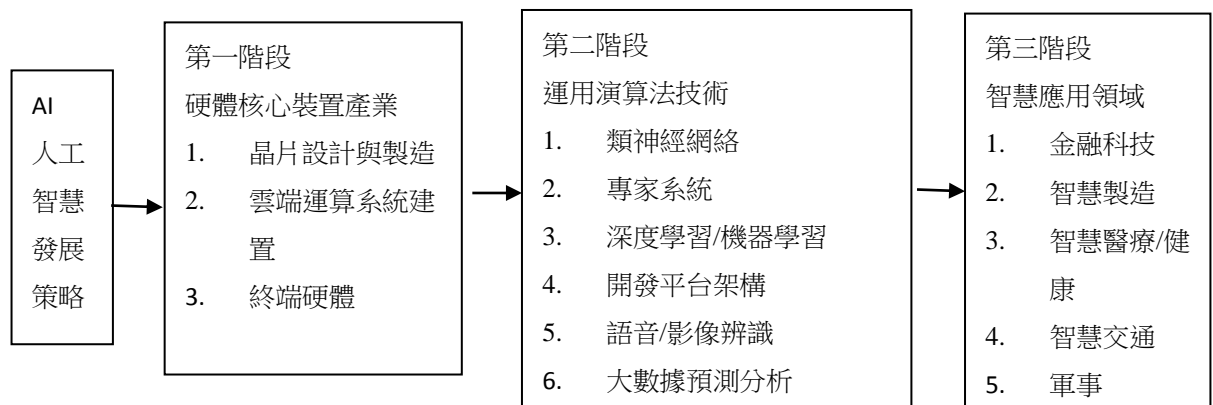 AI
人工
智慧
發展
策略
第一階段
硬體核心裝置產業
1. 晶片設計與製造
2. 雲端運算系統建
置
3. 終端硬體
第二階段
運用演算法技術
1. 類神經網絡
2. 專家系統
3. 深度學習/機器學習
4. 開發平台架構
5. 語音/影像辨識
6. 大數據預測分析
第三階段
智慧應用領域
1. 金融科技
2. 智慧製造
3. 智慧醫療/健
康
4. 智慧交通
5. 軍事